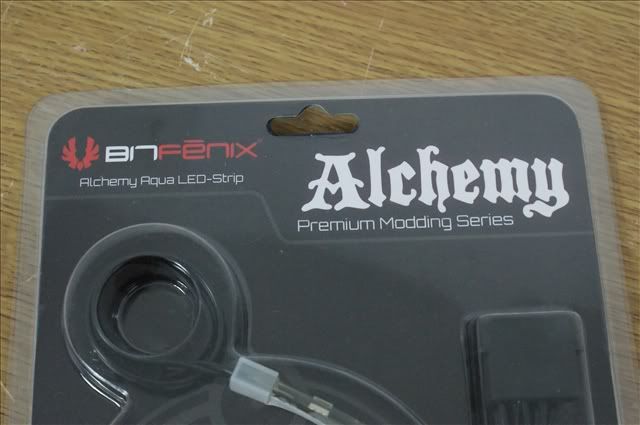 BITFENIX
Alchemy Aqua LED-Strip
Alchemy
Premium Modding Series